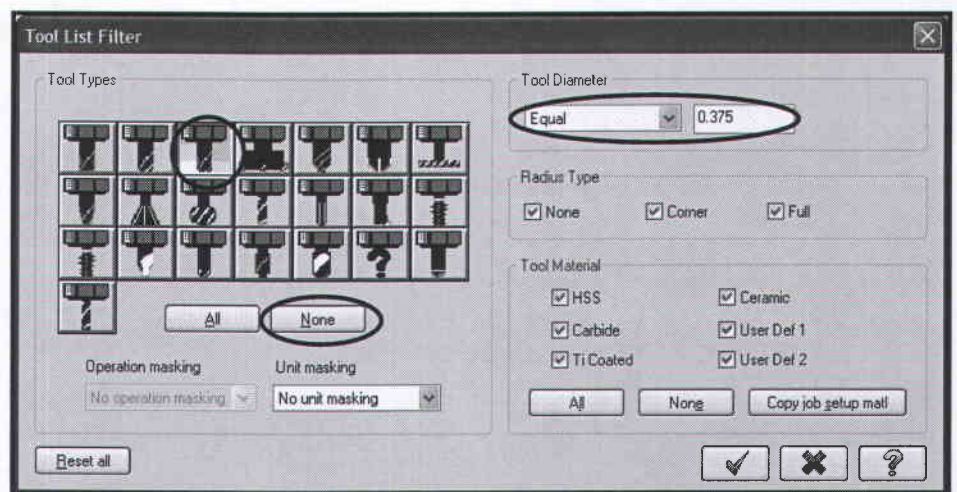 Tool List Filter
Tool Types
All
None
Operation masking
Unit masking
No operation masking
No unit masking
Reset all
Tool Diameter
Equal
0.375
Radius Type
None
Corner
Full
Tool Material
HSS
Ceramic
Carbide
User Def 1
Ti Coated
User Def 2
All
None
Copy job setup matl